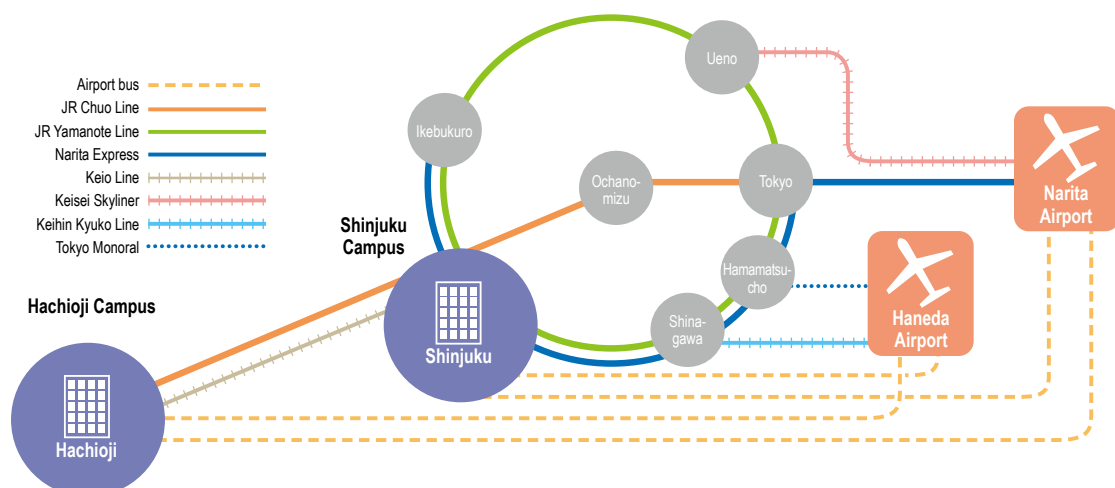 Airport bus
JR Chuo Line
JR Yamanote Line
Narita Express
Keio Line
Keisei Skyliner
Keihin Kyuko Line
Tokyo Monoral
Ueno
Ikebukuro
Ochano-
mizu
Tokyo
Narita
Airport
Shinjuku
Campus
Hamamatsu-
cho
Haneda
Airport
Shina-
gawa
Shinjuku
Hachioji Campus
Hachioji